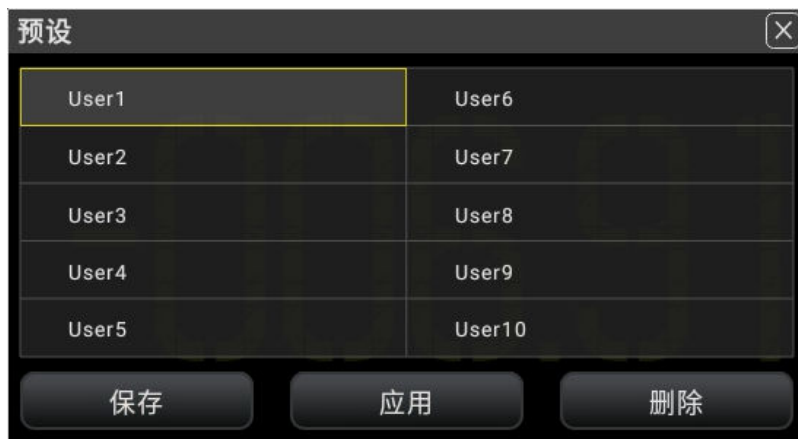 预设
User1 User6
User2 User7
User3 User8
User4 User9
User5 User10
保存 应用 删除